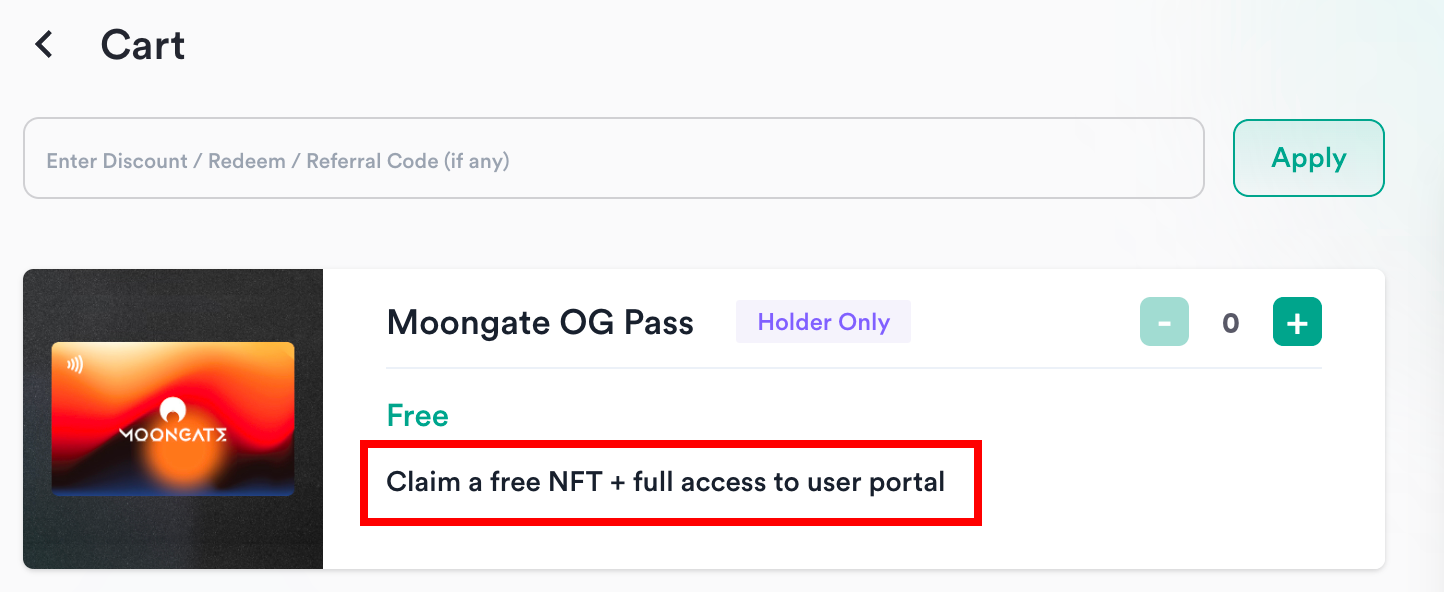 Cart
Enter Discount / Redeem / Referral Code (if any)
Apply
Moongate OG Pass
Holder Only
-
0
+
Free
MOONGATE
Claim a free NFT + full access to user portal